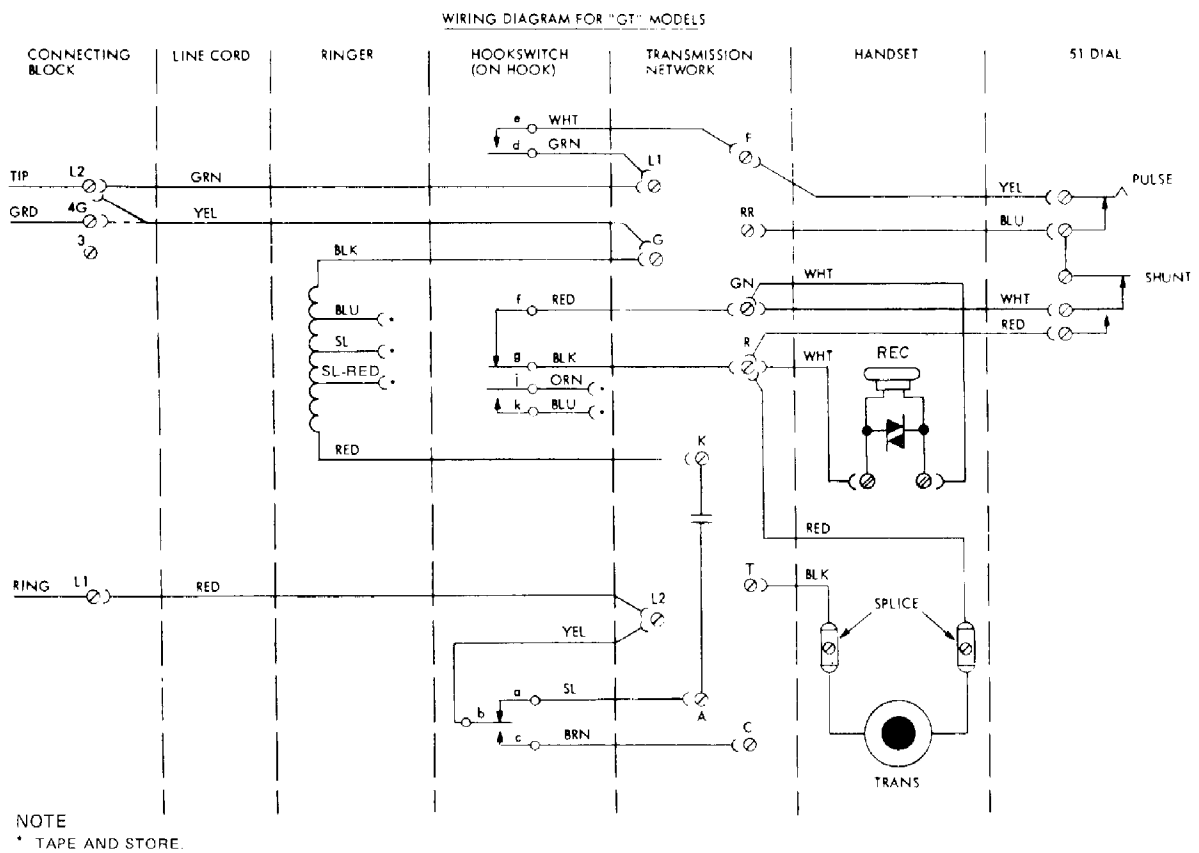 WIRING DIAGRAM FOR "GT" MODELS
CONNECTING BLOCK
LINE CORD
RINGER
HOOKSWITCH (ON HOOK)
TRANSMISSION NETWORK
HANDSET
51 DIAL
e WHT
d GRN
F
L1
TIP L2 GRN
YEL PULSE
GRD 4G YEL
RR BLU
3
G
BLK
WHT
SHUNT
GN
f RED
WHT
BLU
RED
SL
R
g BLK
WHT
REC
SL-RED
j ORN
k BLU
RED
K
RED
RING L1 RED
T BLK
L2
SPLICE
YEL
a SL
A
b
c BRN
C
TRANS
NOTE
* TAPE AND STORE.